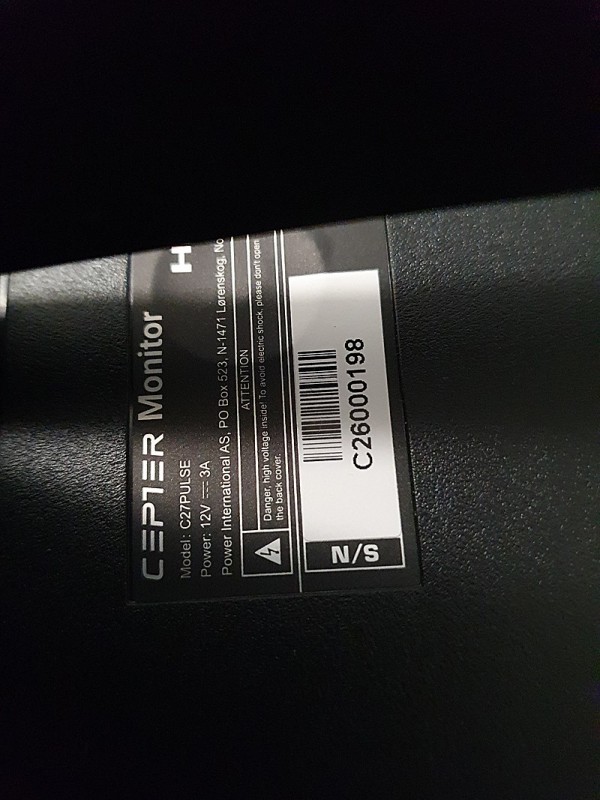 CEPTER Monitor
Model: C27PULSE
Power: 12V ⎓ 3A
Power International AS, PO Box 523, N-1471 Lørenskog, No
ATTENTION
Danger, high voltage inside! To avoid electric shock, please don't open
the back cover.
N/S
C26000198